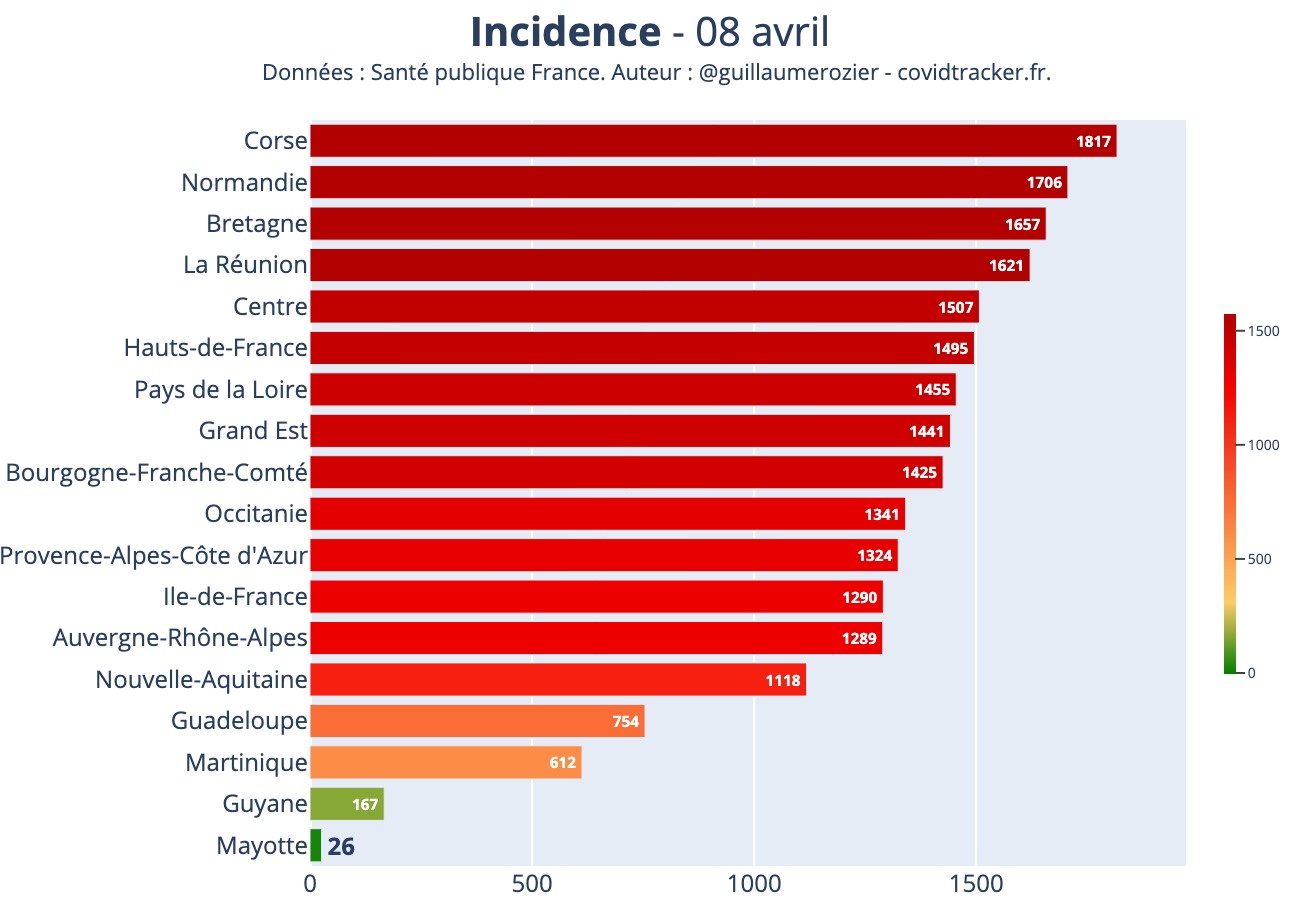 Incidence - 08 avril
Données : Santé publique France. Auteur : @guillaumerozier - covidtracker.fr.
Corse 1817
Normandie 1706
Bretagne 1657
La Réunion 1621
Centre 1507
Hauts-de-France 1495
Pays de la Loire 1455
Grand Est 1441
Bourgogne-Franche-Comté 1425
Occitanie 1341
Provence-Alpes-Côte d'Azur 1324
Ile-de-France 1290
Auvergne-Rhône-Alpes 1289
Nouvelle-Aquitaine 1118
Guadeloupe 754
Martinique 612
Guyane 167
Mayotte 26
0 500 1000 1500
1500
1000
500
0